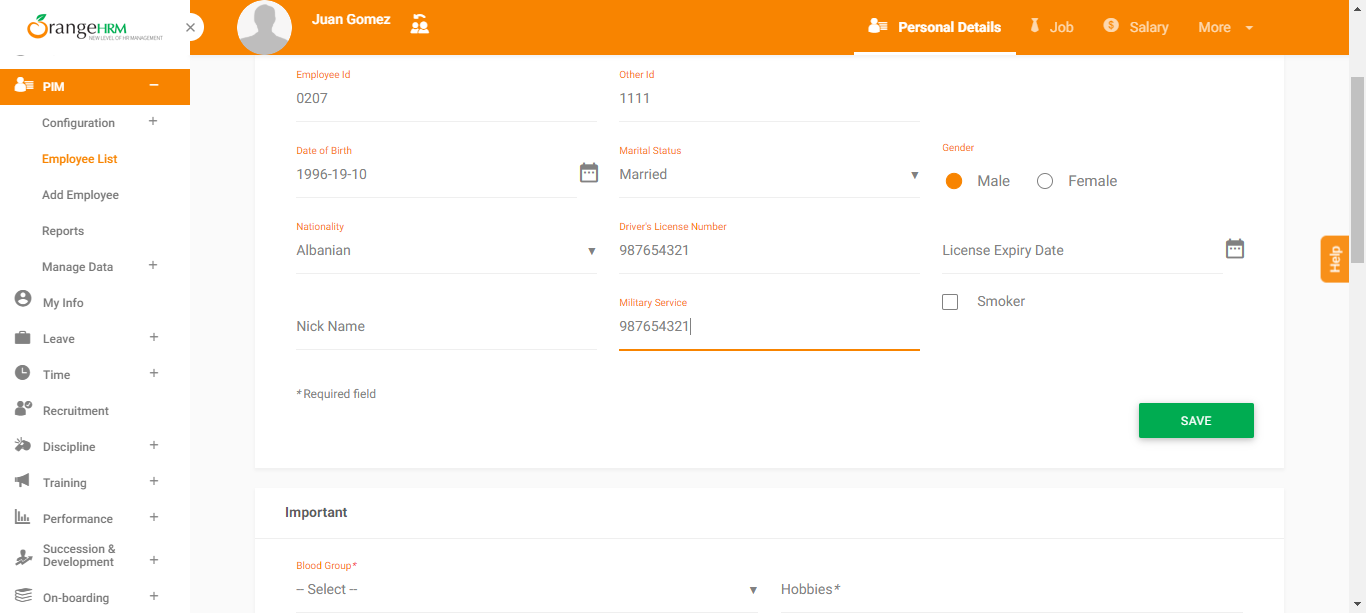 OrangeHRM
NEW LEVEL OF HR MANAGEMENT
Juan Gomez
Personal Details
Job
Salary
More
PIM
Configuration
Employee List
Add Employee
Reports
Manage Data
My Info
Leave
Time
Recruitment
Discipline
Training
Performance
Succession &
Development
On-boarding
Employee Id
0207
Other Id
1111
Date of Birth
1996-19-10
Marital Status
Married
Gender
Male
Female
Nationality
Albanian
Driver's License Number
987654321
License Expiry Date
Nick Name
Military Service
987654321
Smoker
* Required field
SAVE
Important
Blood Group*
-- Select --
Hobbies*
Help